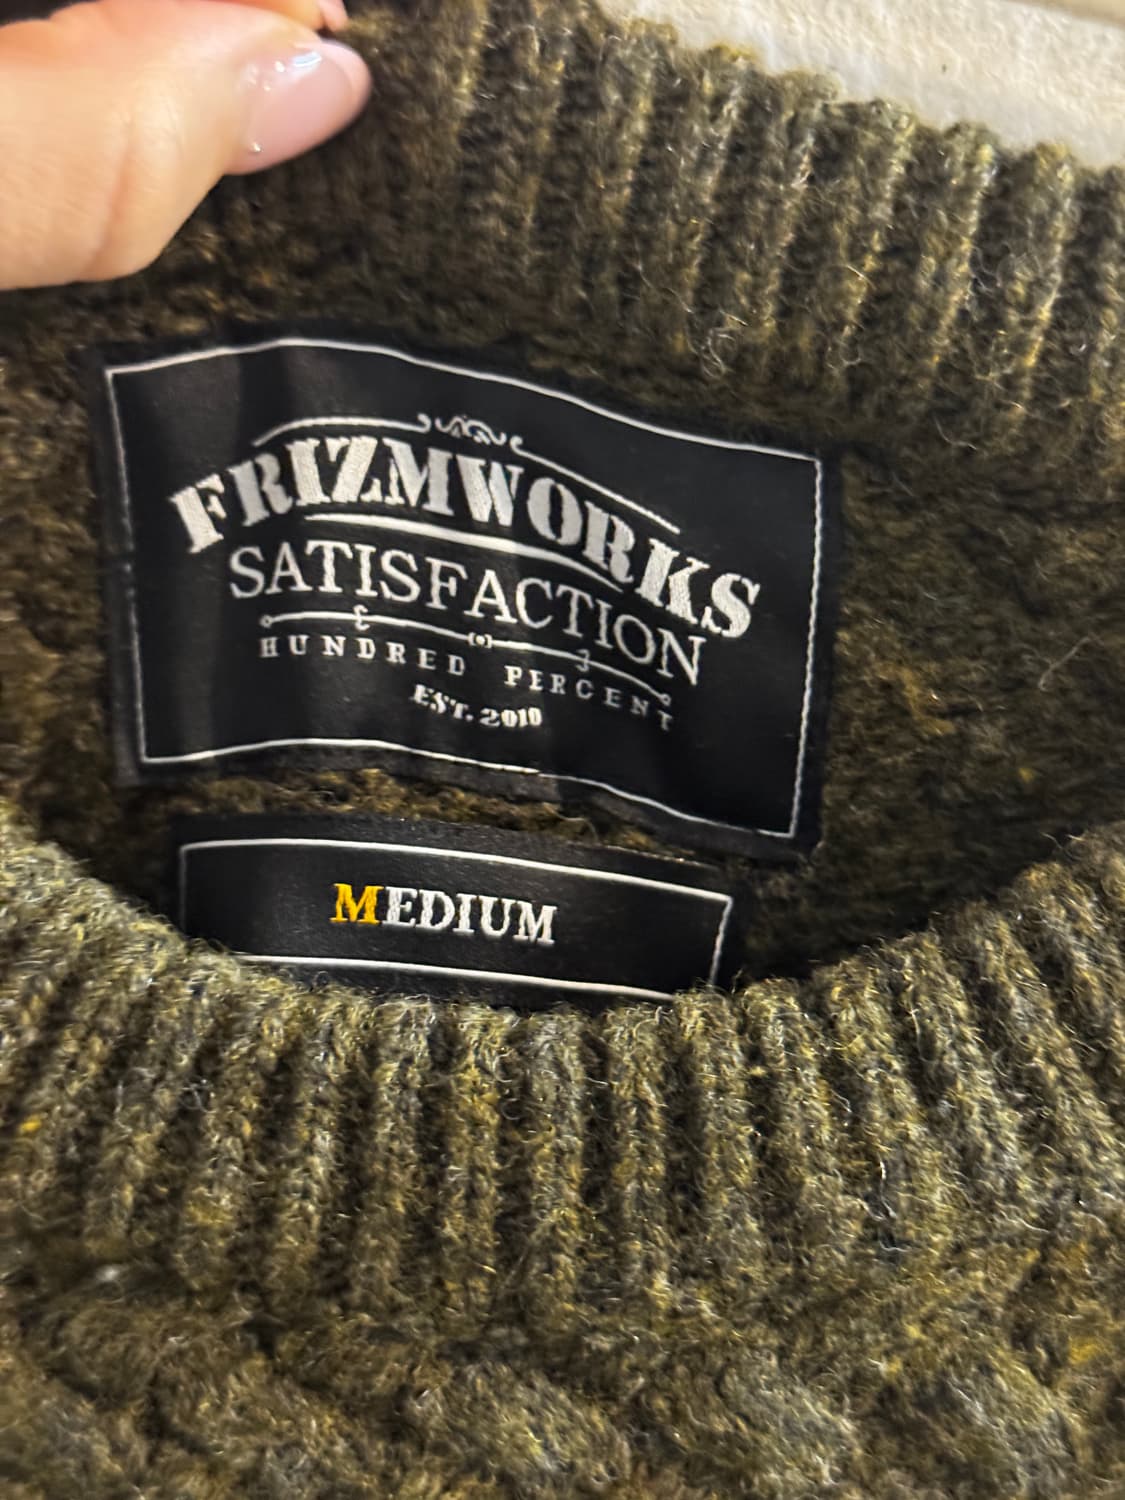 FRIZMWORKS
SATISFACTION
HUNDRED PERCENT
EST. 2010
MEDIUM